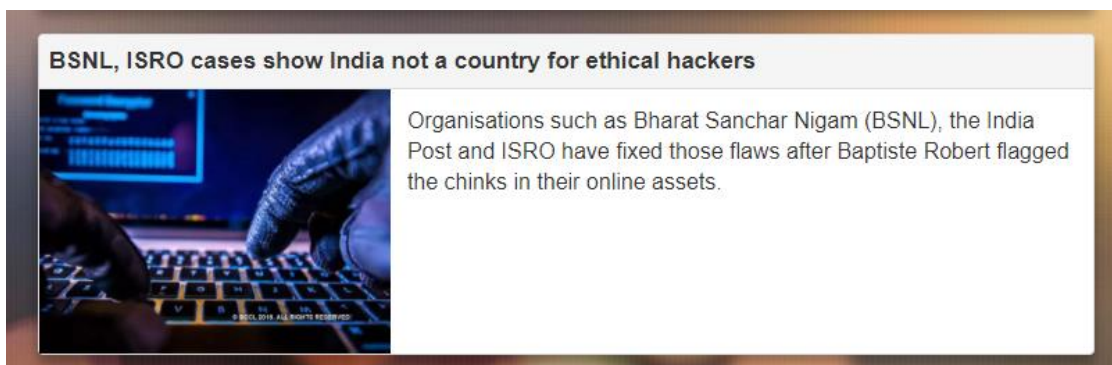 BSNL, ISRO cases show India not a country for ethical hackers
Organisations such as Bharat Sanchar Nigam (BSNL), the India
Post and ISRO have fixed those flaws after Baptiste Robert flagged
the chinks in their online assets.